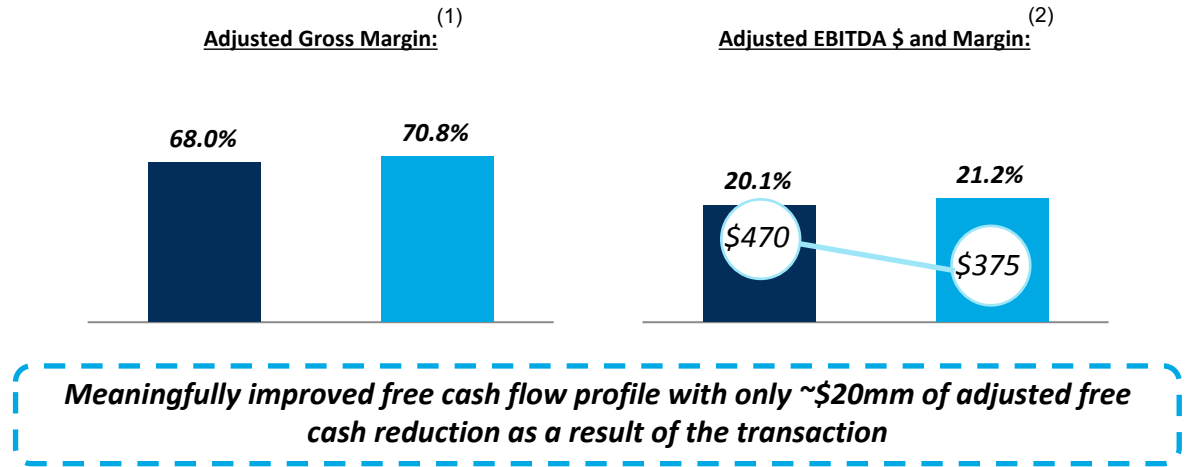 Adjusted Gross Margin: (1)
Adjusted EBITDA $ and Margin: (2)
68.0%
70.8%
20.1%
21.2%
$470
$375
Meaningfully improved free cash flow profile with only ~$20mm of adjusted free
cash reduction as a result of the transaction